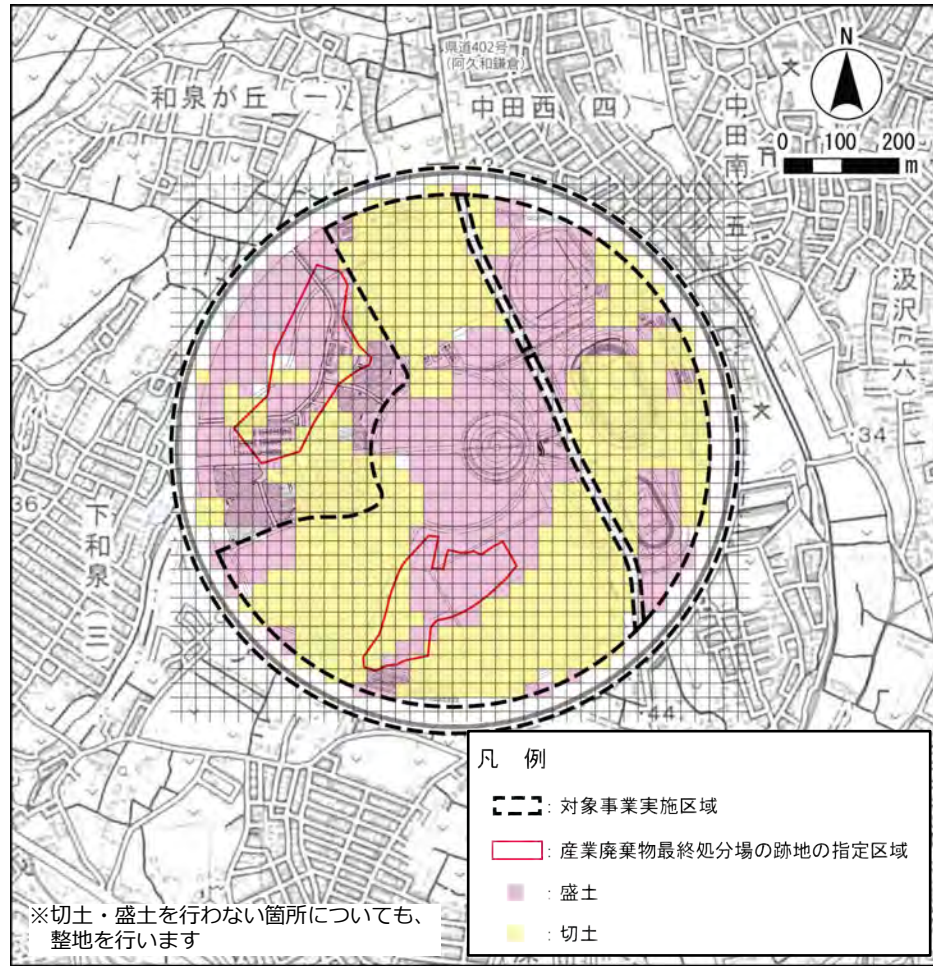 県道402号
(阿久和鎌倉)
和泉が丘(一)
中田西(四)
中田南(五)
N
0 100 200
m
汲沢(六)
34
36
下和泉(三)
44
凡 例
:対象事業実施区域
:産業廃棄物最終処分場の跡地の指定区域
:盛土
:切土
※切土・盛土を行わない箇所についても、
整地を行います